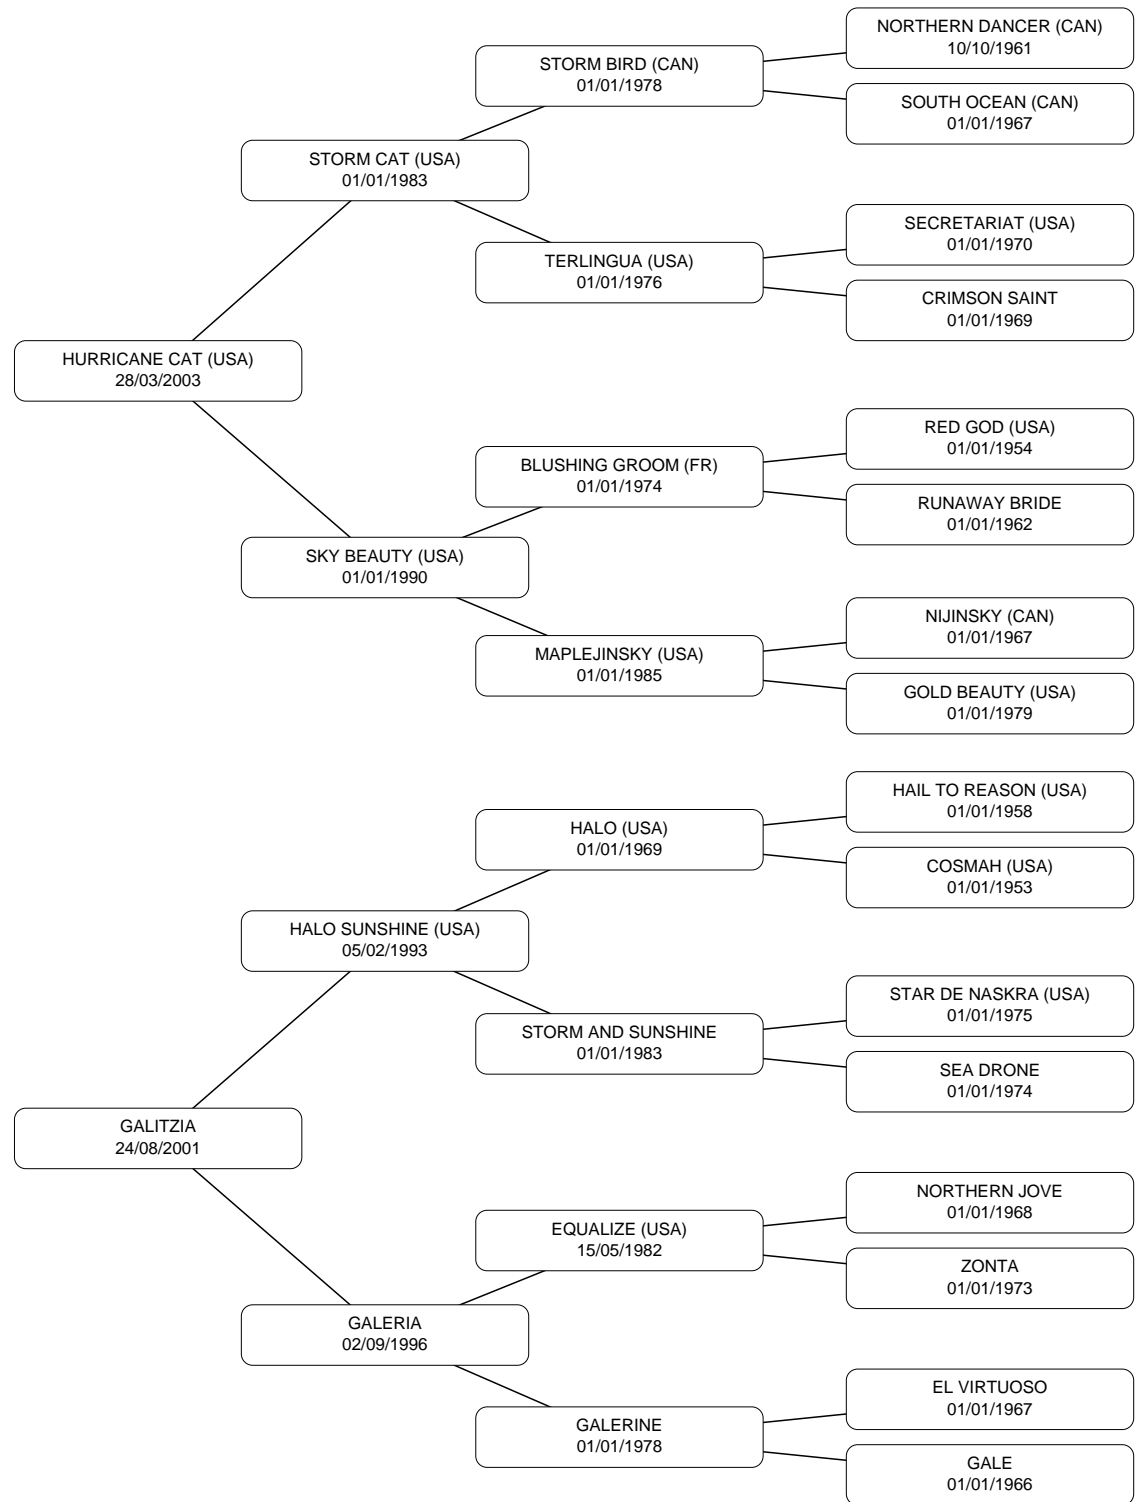 NORTHERN DANCER (CAN)
10/10/1961
STORM BIRD (CAN)
01/01/1978
SOUTH OCEAN (CAN)
01/01/1967
STORM CAT (USA)
01/01/1983
SECRETARIAT (USA)
01/01/1970
TERLINGUA (USA)
01/01/1976
CRIMSON SAINT
01/01/1969
HURRICANE CAT (USA)
28/03/2003
RED GOD (USA)
01/01/1954
BLUSHING GROOM (FR)
01/01/1974
RUNAWAY BRIDE
01/01/1962
SKY BEAUTY (USA)
01/01/1990
NIJINSKY (CAN)
01/01/1967
MAPLEJINSKY (USA)
01/01/1985
GOLD BEAUTY (USA)
01/01/1979
HAIL TO REASON (USA)
01/01/1958
HALO (USA)
01/01/1969
COSMAH (USA)
01/01/1953
HALO SUNSHINE (USA)
05/02/1993
STAR DE NASKRA (USA)
01/01/1975
STORM AND SUNSHINE
01/01/1983
SEA DRONE
01/01/1974
GALITZIA
24/08/2001
NORTHERN JOVE
01/01/1968
EQUALIZE (USA)
15/05/1982
ZONTA
01/01/1973
GALERIA
02/09/1996
EL VIRTUOSO
01/01/1967
GALERINE
01/01/1978
GALE
01/01/1966